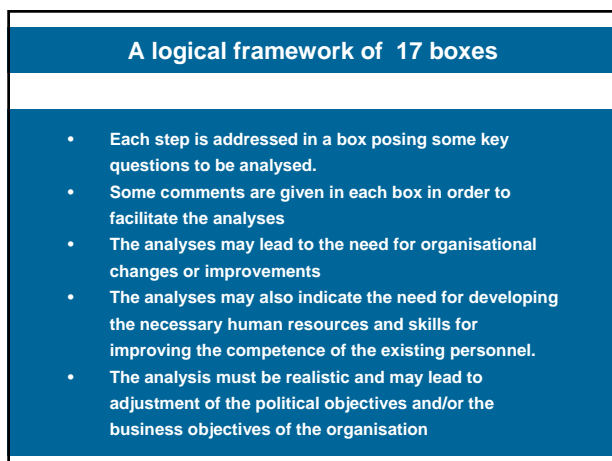 A logical framework of 17 boxes
• Each step is addressed in a box posing some key
questions to be analysed.
• Some comments are given in each box in order to
facilitate the analyses
• The analyses may lead to the need for organisational
changes or improvements
• The analyses may also indicate the need for developing
the necessary human resources and skills for
improving the competence of the existing personnel.
• The analysis must be realistic and may lead to
adjustment of the political objectives and/or the
business objectives of the organisation